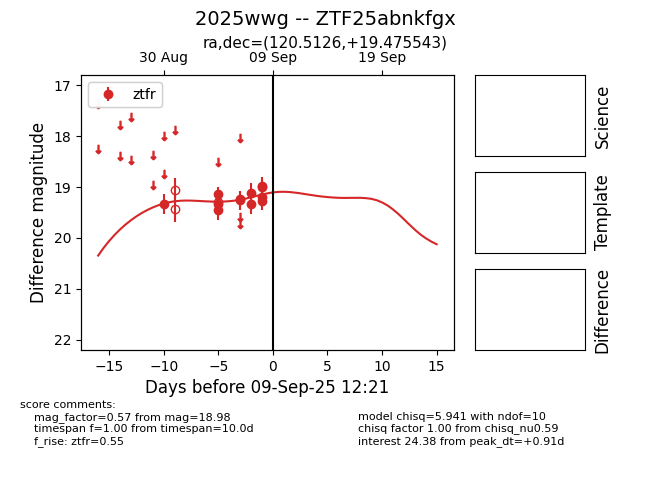 2025wwg -- ZTF25abnkfgx
ra,dec=(120.5126,+19.475543)
30 Aug 09 Sep 19 Sep
ztfr
17
18
19
20
21
22
Difference magnitude
−15 −10 −5 0 5 10 15
Days before 09-Sep-25 12:21
Science
Template
Difference
score comments:
mag_factor=0.57 from mag=18.98
timespan f=1.00 from timespan=10.0d
f_rise: ztfr=0.55
model chisq=5.941 with ndof=10
chisq factor 1.00 from chisq_nu0.59
interest 24.38 from peak_dt=+0.91d